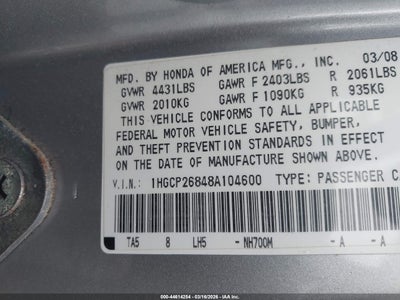 MFD. BY HONDA OF AMERICA MFG., INC. 03/08
GVWR 4431LBS GAWR F 2403LBS R 2061LBS
GVWR 2010KG GAWR F 1090KG R 935KG
THIS VEHICLE CONFORMS TO ALL APPLICABLE
FEDERAL MOTOR VEHICLE SAFETY, BUMPER,
AND THEFT PREVENTION STANDARDS IN EFFECT
ON THE DATE OF MANUFACTURE SHOWN ABOVE.
V.I.N.: 1HGCP26848A104600 TYPE: PASSENGER C
TA5 8 LH5 - NH700M - A - A
000-44614254 - 03/16/2026 - IAAI.COM